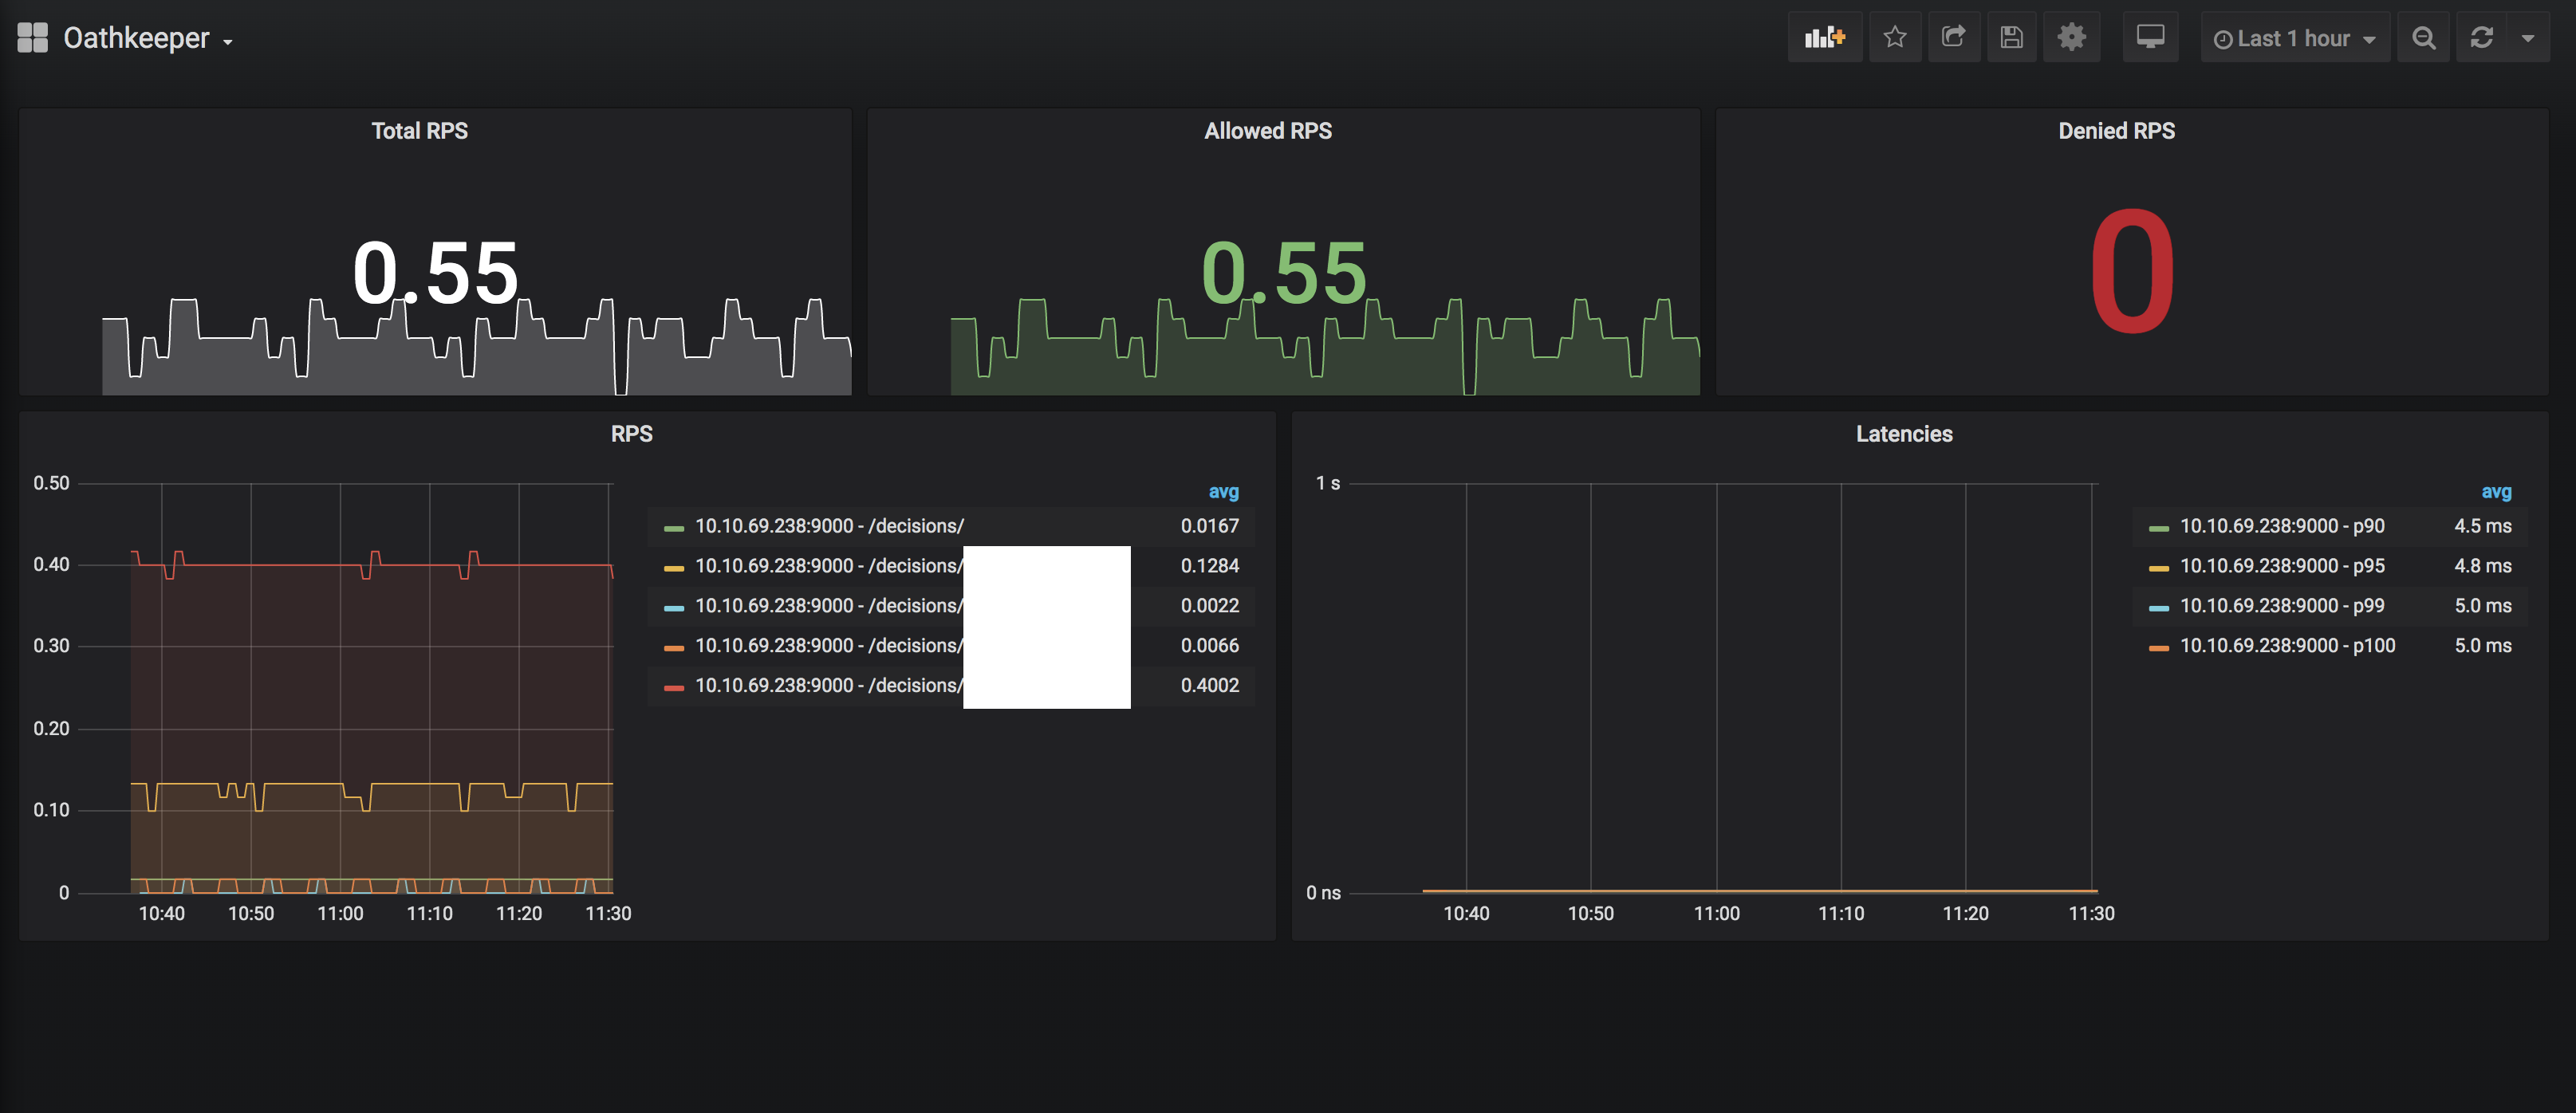 Oathkeeper
Last 1 hour
Total RPS
0.55
Allowed RPS
0.55
Denied RPS
0
RPS
0.50
0.40
0.30
0.20
0.10
0
10:40 10:50 11:00 11:10 11:20 11:30
avg
10.10.69.238:9000 - /decisions/ 0.0167
10.10.69.238:9000 - /decisions/ 0.1284
10.10.69.238:9000 - /decisions/ 0.0022
10.10.69.238:9000 - /decisions/ 0.0066
10.10.69.238:9000 - /decisions/ 0.4002
Latencies
1 s
0 ns
10:40 10:50 11:00 11:10 11:20 11:30
avg
10.10.69.238:9000 - p90 4.5 ms
10.10.69.238:9000 - p95 4.8 ms
10.10.69.238:9000 - p99 5.0 ms
10.10.69.238:9000 - p100 5.0 ms